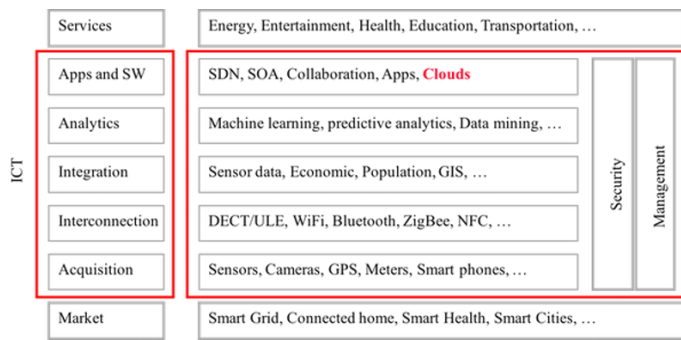 Services
Energy, Entertainment, Health, Education, Transportation, ...
ICT
Apps and SW
SDN, SOA, Collaboration, Apps, Clouds
Analytics
Machine learning, predictive analytics, Data mining, ...
Integration
Sensor data, Economic, Population, GIS, ...
Interconnection
DECT/ULE, WiFi, Bluetooth, ZigBee, NFC, ...
Acquisition
Sensors, Cameras, GPS, Meters, Smart phones, ...
Security
Management
Market
Smart Grid, Connected home, Smart Health, Smart Cities, ...